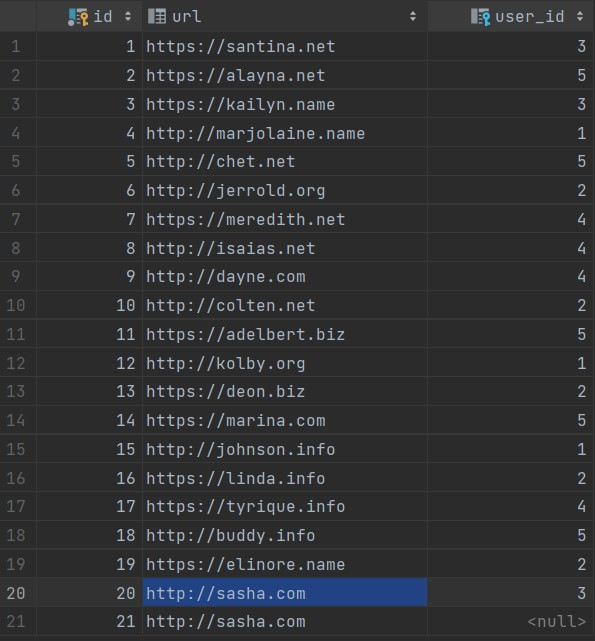 id url user_id
1 1 https://santina.net 3
2 2 https://alayna.net 5
3 3 https://kailyn.name 3
4 4 http://marjolaine.name 1
5 5 http://chet.net 5
6 6 http://jerrold.org 2
7 7 https://meredith.net 4
8 8 http://isaias.net 4
9 9 http://dayne.com 4
10 10 http://colten.net 2
11 11 https://adelbert.biz 5
12 12 http://kolby.org 1
13 13 https://deon.biz 2
14 14 https://marina.com 5
15 15 http://johnson.info 1
16 16 https://linda.info 2
17 17 https://tyrique.info 4
18 18 http://buddy.info 5
19 19 https://elinore.name 2
20 20 http://sasha.com 3
21 21 http://sasha.com <null>